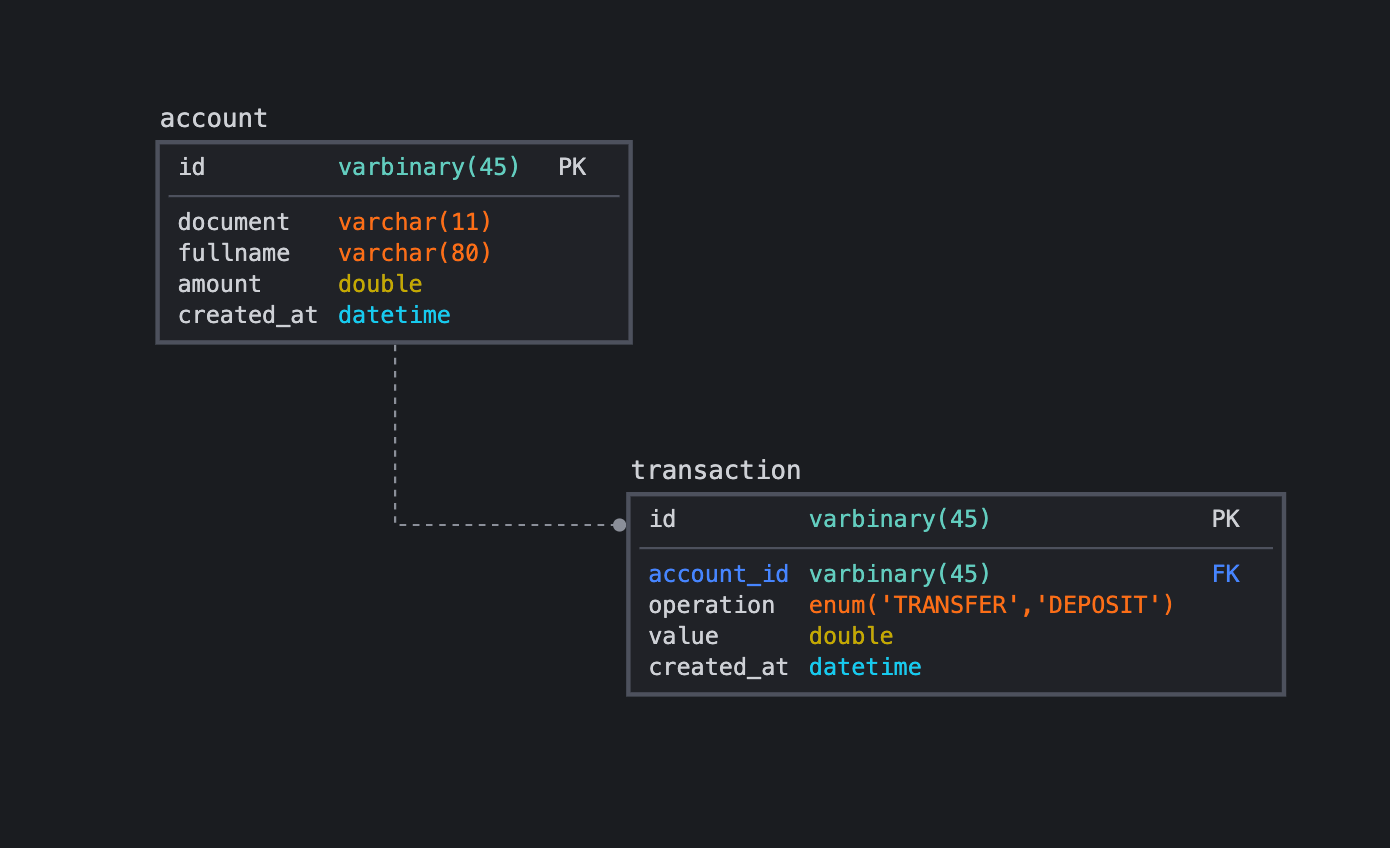 account
id varbinary(45) PK
document varchar(11)
fullname varchar(80)
amount double
created_at datetime
transaction
id varbinary(45) PK
account_id varbinary(45) FK
operation enum('TRANSFER','DEPOSIT')
value double
created_at datetime